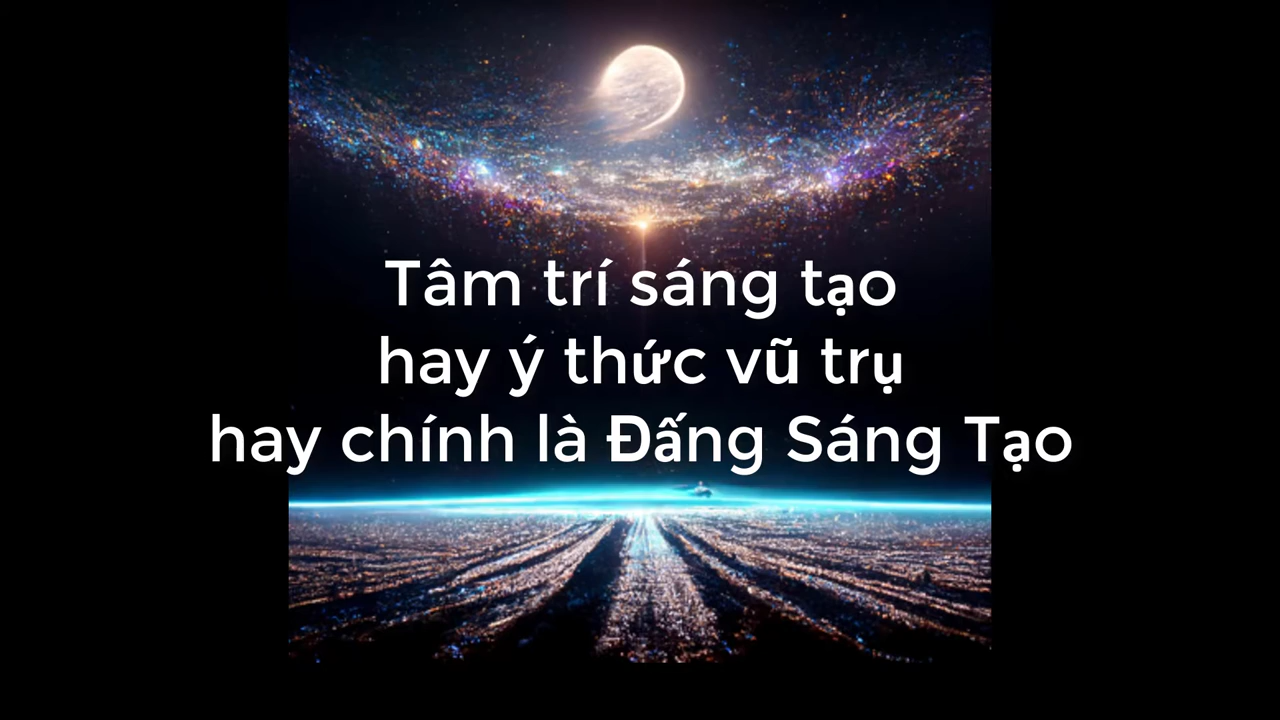 Tâm trí sáng tạo
hay ý thức vũ trụ
hay chính là Đấng Sáng Tạo